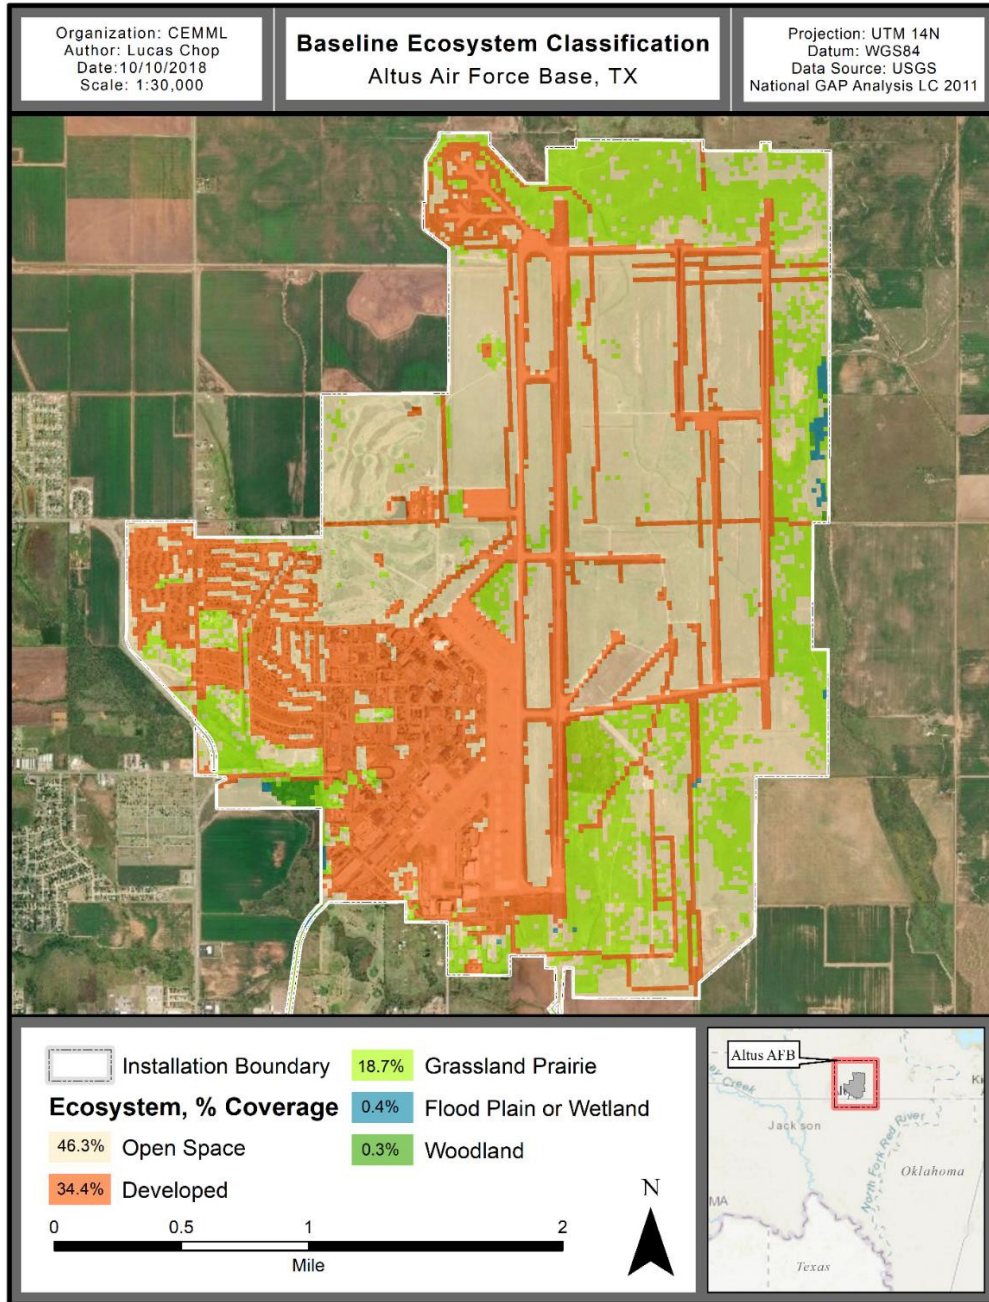 Organization: CEMML
Author: Lucas Chop
Date:10/10/2018
Scale: 1:30,000
Baseline Ecosystem Classification
Altus Air Force Base, TX
Projection: UTM 14N
Datum: WGS84
Data Source: USGS
National GAP Analysis LC 2011
Installation Boundary
Ecosystem, % Coverage
46.3% Open Space
34.4% Developed
18.7% Grassland Prairie
0.4% Flood Plain or Wetland
0.3% Woodland
0 0.5 1 2
Mile
N
Altus AFB
Creek
Jackson
North Fork Red River
Oklahoma
MA
Texas